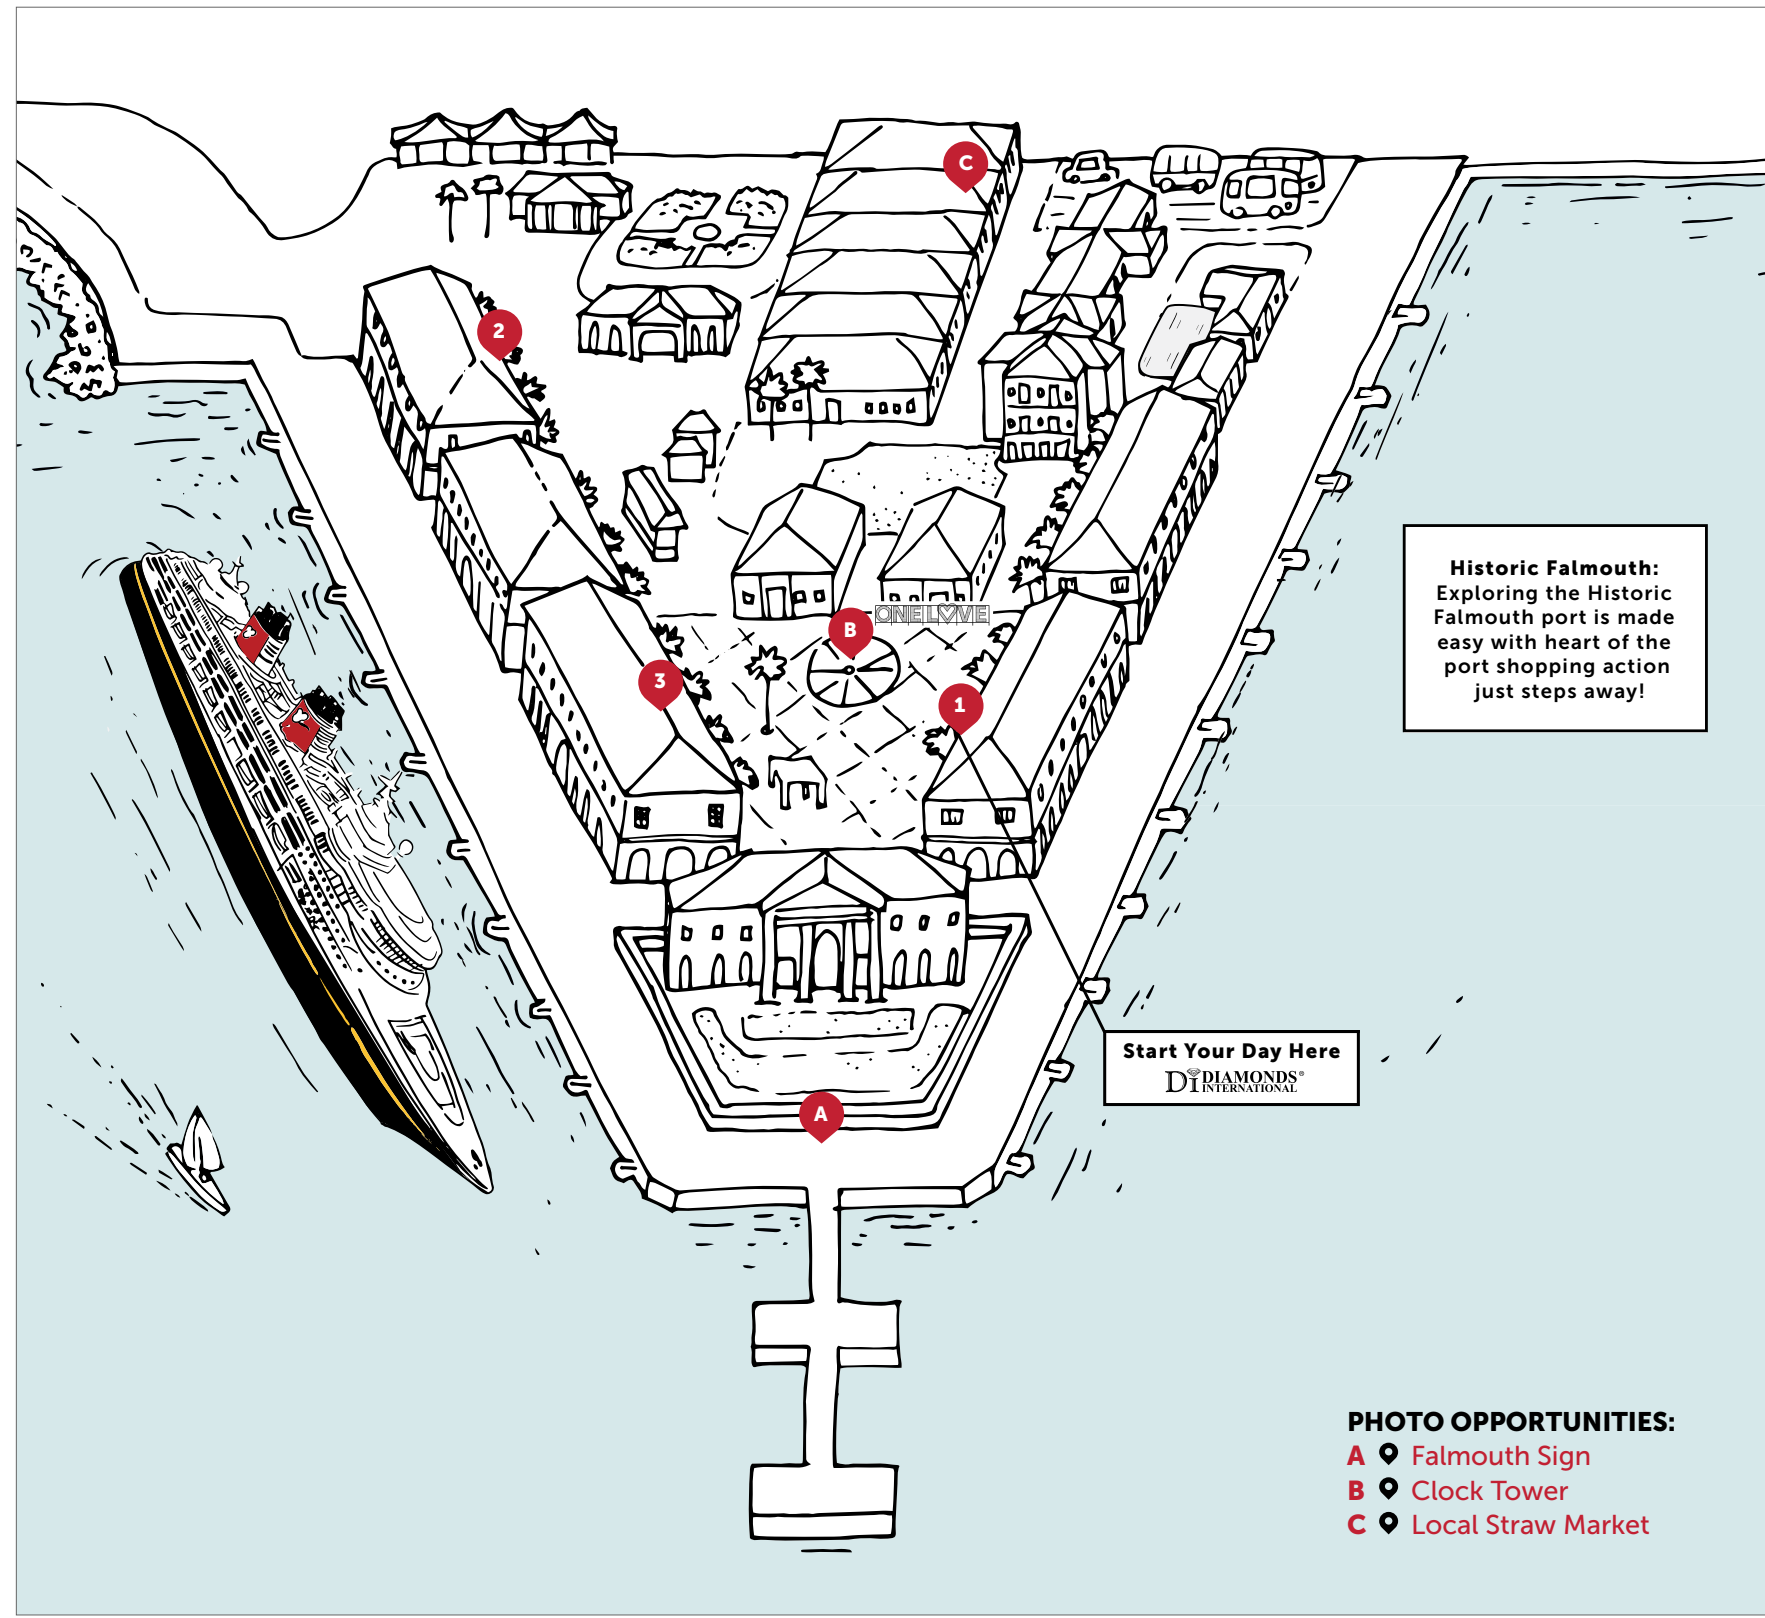 C
2
ONE LOVE
B
3
1
Historic Falmouth:
Exploring the Historic
Falmouth port is made
easy with heart of the
port shopping action
just steps away!
Start Your Day Here
DI DIAMONDS®
INTERNATIONAL
A
PHOTO OPPORTUNITIES:
A Falmouth Sign
B Clock Tower
C Local Straw Market